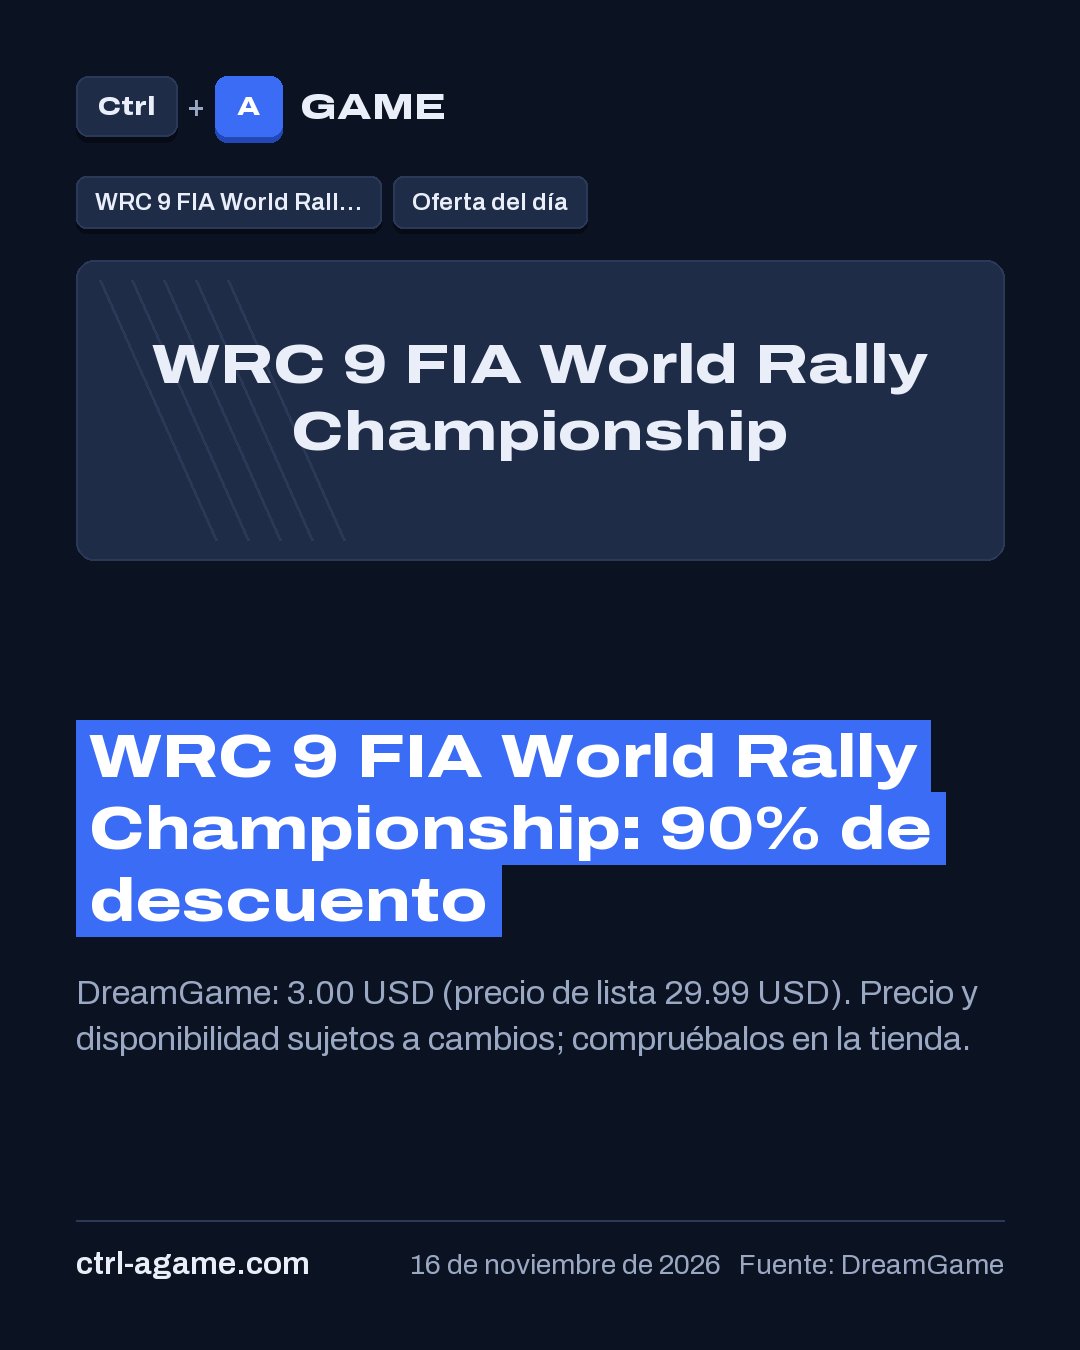 Ctrl + A GAME
WRC 9 FIA World Rall... Oferta del día
WRC 9 FIA World Rally
Championship
WRC 9 FIA World Rally
Championship: 90% de
descuento
DreamGame: 3.00 USD (precio de lista 29.99 USD). Precio y
disponibilidad sujetos a cambios; compruébalos en la tienda.
ctrl-agame.com 16 de noviembre de 2026 Fuente: DreamGame